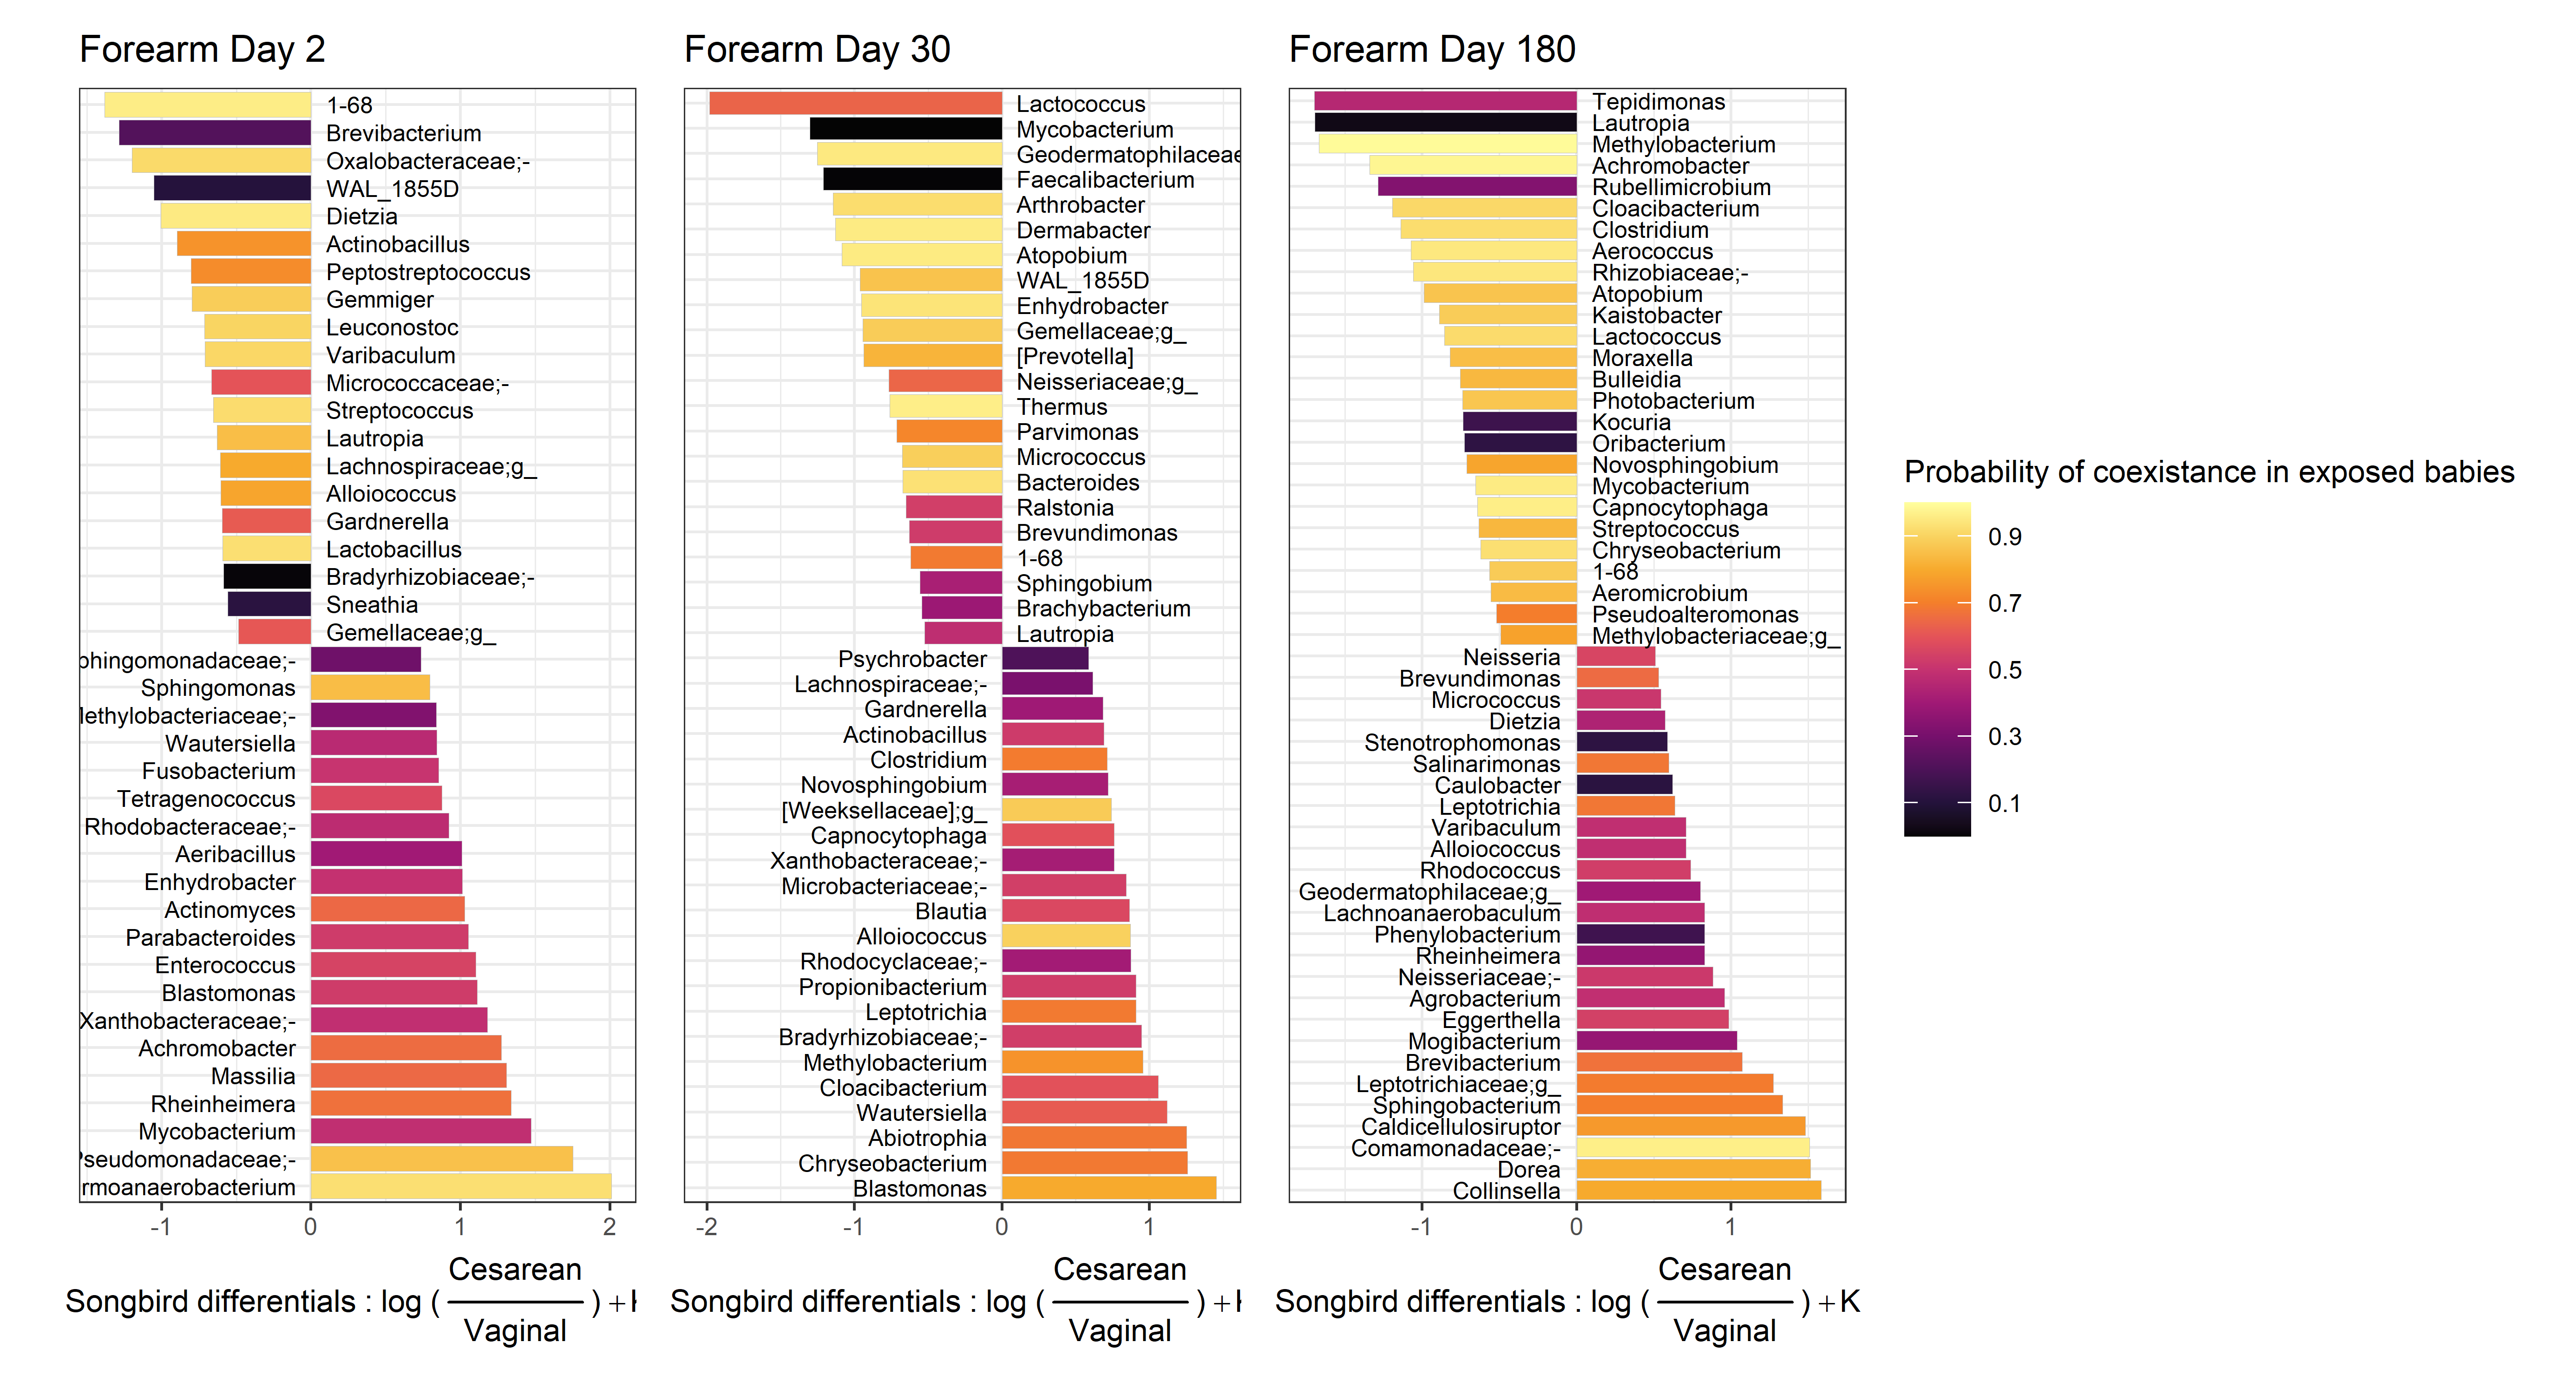 Forearm Day 2
1-68
Brevibacterium
Oxalobacteraceae;-
WAL_1855D
Dietzia
Actinobacillus
Peptostreptococcus
Gemmiger
Leuconostoc
Varibaculum
Micrococcaceae;-
Streptococcus
Lautropia
Lachnospiraceae;g_
Alloiococcus
Gardnerella
Lactobacillus
Bradyrhizobiaceae;-
Sneathia
Gemellaceae;g_
phingomonadaceae;-
Sphingomonas
lethylobacteriaceae;-
Wautersiella
Fusobacterium
Tetragenococcus
Rhodobacteraceae;-
Aeribacillus
Enhydrobacter
Actinomyces
Parabacteroides
Enterococcus
Blastomonas
Xanthobacteraceae;-
Achromobacter
Massilia
Rheinheimera
Mycobacterium
Pseudomonadaceae;-
rmoanaerobacterium
-1 0 1 2
Songbird differentials : log ( Cesarean / Vaginal ) +
Forearm Day 30
Lactococcus
Mycobacterium
Geodermatophilaceae
Faecalibacterium
Arthrobacter
Dermabacter
Atopobium
WAL_1855D
Enhydrobacter
Gemellaceae;g_
[Prevotella]
Neisseriaceae;g_
Thermus
Parvimonas
Micrococcus
Bacteroides
Ralstonia
Brevundimonas
1-68
Sphingobium
Brachybacterium
Lautropia
Psychrobacter
Lachnospiraceae;-
Gardnerella
Actinobacillus
Clostridium
Novosphingobium
[Weeksellaceae];g_
Capnocytophaga
Xanthobacteraceae;-
Microbacteriaceae;-
Blautia
Alloiococcus
Rhodocyclaceae;-
Propionibacterium
Leptotrichia
Bradyrhizobiaceae;-
Methylobacterium
Cloacibacterium
Wautersiella
Abiotrophia
Chryseobacterium
Blastomonas
-2 -1 0 1
Songbird differentials : log ( Cesarean / Vaginal ) +
Forearm Day 180
Tepidimonas
Lautropia
Methylobacterium
Achromobacter
Rubellimicrobium
Cloacibacterium
Clostridium
Aerococcus
Rhizobiaceae;-
Atopobium
Kaistobacter
Lactococcus
Moraxella
Bulleidia
Photobacterium
Kocuria
Oribacterium
Novosphingobium
Mycobacterium
Capnocytophaga
Streptococcus
Chryseobacterium
1-68
Aeromicrobium
Pseudoalteromonas
Methylobacteriaceae;g_
Neisseria
Brevundimonas
Micrococcus
Dietzia
Stenotrophomonas
Salinarimonas
Caulobacter
Leptotrichia
Varibaculum
Alloiococcus
Rhodococcus
Geodermatophilaceae;g_
Lachnoanaerobaculum
Phenylobacterium
Rheinheimera
Neisseriaceae;-
Agrobacterium
Eggerthella
Mogibacterium
Brevibacterium
Leptotrichiaceae;g_
Sphingobacterium
Caldicellulosiruptor
Comamonadaceae;-
Dorea
Collinsella
-1 0 1
Songbird differentials : log ( Cesarean / Vaginal ) +K
Probability of coexistance in exposed babies
0.9
0.7
0.5
0.3
0.1